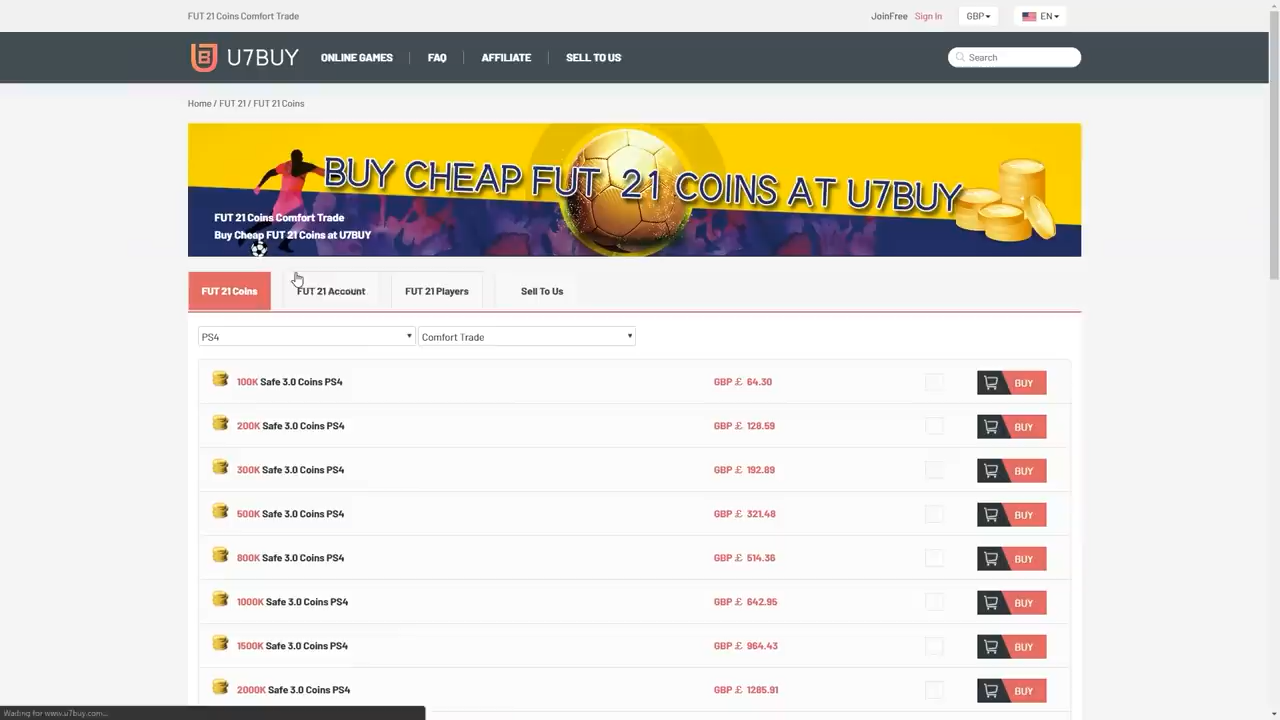 FUT 21 Coins Comfort Trade
JoinFree Sign In GBP EN
U7BUY ONLINE GAMES FAQ AFFILIATE SELL TO US Search
Home / FUT 21 / FUT 21 Coins
BUY CHEAP FUT 21 COINS AT U7BUY
FUT 21 Coins Comfort Trade
Buy Cheap FUT 21 Coins at U7BUY
FUT 21 Coins FUT 21 Account FUT 21 Players Sell To Us
PS4 Comfort Trade
100K Safe 3.0 Coins PS4 GBP £ 64.30 BUY
200K Safe 3.0 Coins PS4 GBP £ 128.59 BUY
300K Safe 3.0 Coins PS4 GBP £ 192.89 BUY
500K Safe 3.0 Coins PS4 GBP £ 321.48 BUY
800K Safe 3.0 Coins PS4 GBP £ 514.36 BUY
1000K Safe 3.0 Coins PS4 GBP £ 642.95 BUY
1500K Safe 3.0 Coins PS4 GBP £ 964.43 BUY
2000K Safe 3.0 Coins PS4 GBP £ 1285.91 BUY
Waiting for www.u7buy.com...